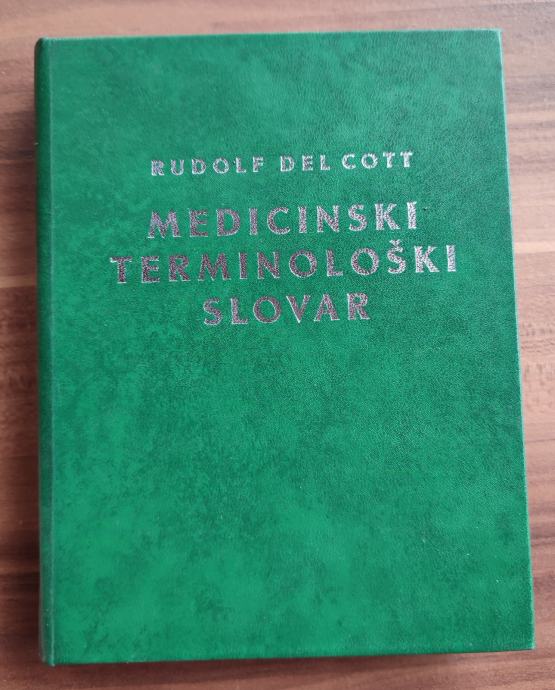 RUDOLF DEL COTT
MEDICINSKI
TERMINOLOŠKI
SLOVAR